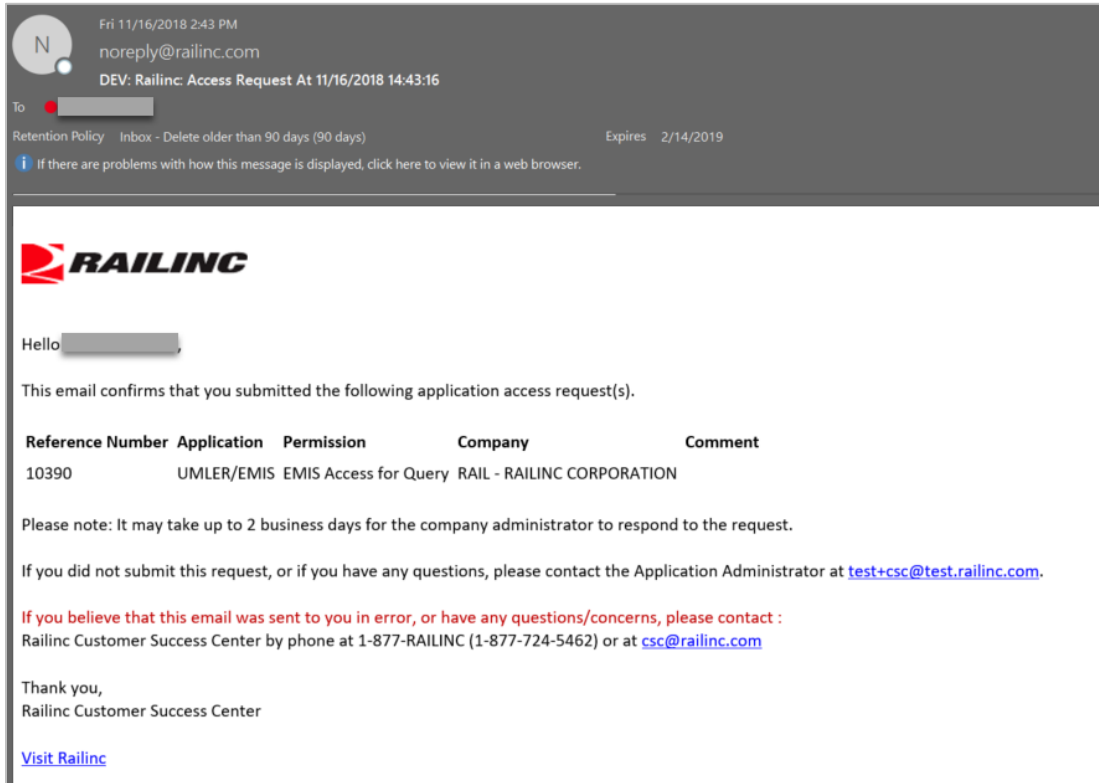 N
Fri 11/16/2018 2:43 PM
noreply@railinc.com
DEV: Railinc: Access Request At 11/16/2018 14:43:16
To
Retention Policy Inbox - Delete older than 90 days (90 days) Expires 2/14/2019
i If there are problems with how this message is displayed, click here to view it in a web browser.
RAILINC
Hello ,
This email confirms that you submitted the following application access request(s).
Reference Number Application Permission Company Comment
10390 UMLER/EMIS EMIS Access for Query RAIL - RAILINC CORPORATION
Please note: It may take up to 2 business days for the company administrator to respond to the request.
If you did not submit this request, or if you have any questions, please contact the Application Administrator at test+csc@test.railinc.com.
If you believe that this email was sent to you in error, or have any questions/concerns, please contact :
Railinc Customer Success Center by phone at 1-877-RAILINC (1-877-724-5462) or at csc@railinc.com
Thank you,
Railinc Customer Success Center
Visit Railinc